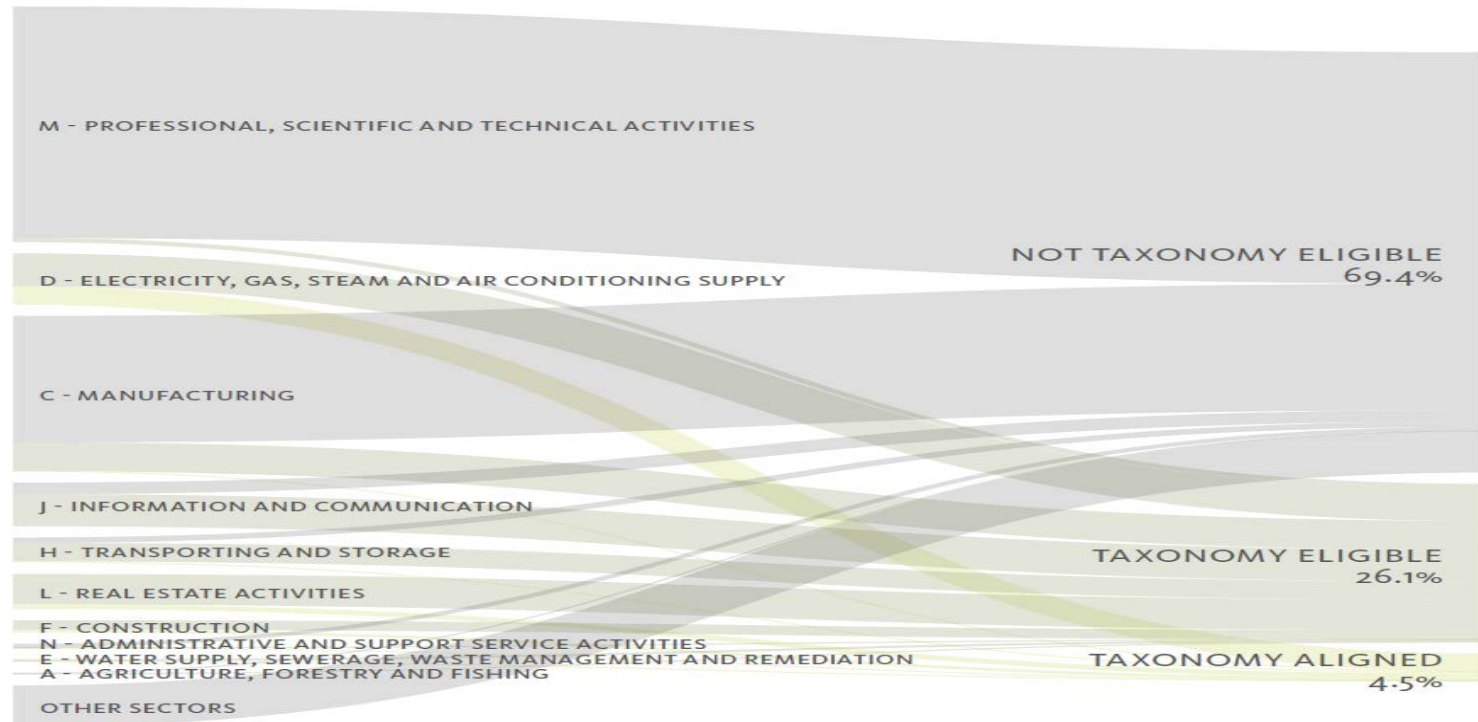 M - PROFESSIONAL, SCIENTIFIC AND TECHNICAL ACTIVITIES
NOT TAXONOMY ELIGIBLE
69.4%
D - ELECTRICITY, GAS, STEAM AND AIR CONDITIONING SUPPLY
C - MANUFACTURING
J - INFORMATION AND COMMUNICATION
H - TRANSPORTING AND STORAGE
TAXONOMY ELIGIBLE
26.1%
L - REAL ESTATE ACTIVITIES
F - CONSTRUCTION
N - ADMINISTRATIVE AND SUPPORT SERVICE ACTIVITIES
E - WATER SUPPLY, SEWERAGE, WASTE MANAGEMENT AND REMEDIATION
A - AGRICULTURE, FORESTRY AND FISHING
TAXONOMY ALIGNED
4.5%
OTHER SECTORS